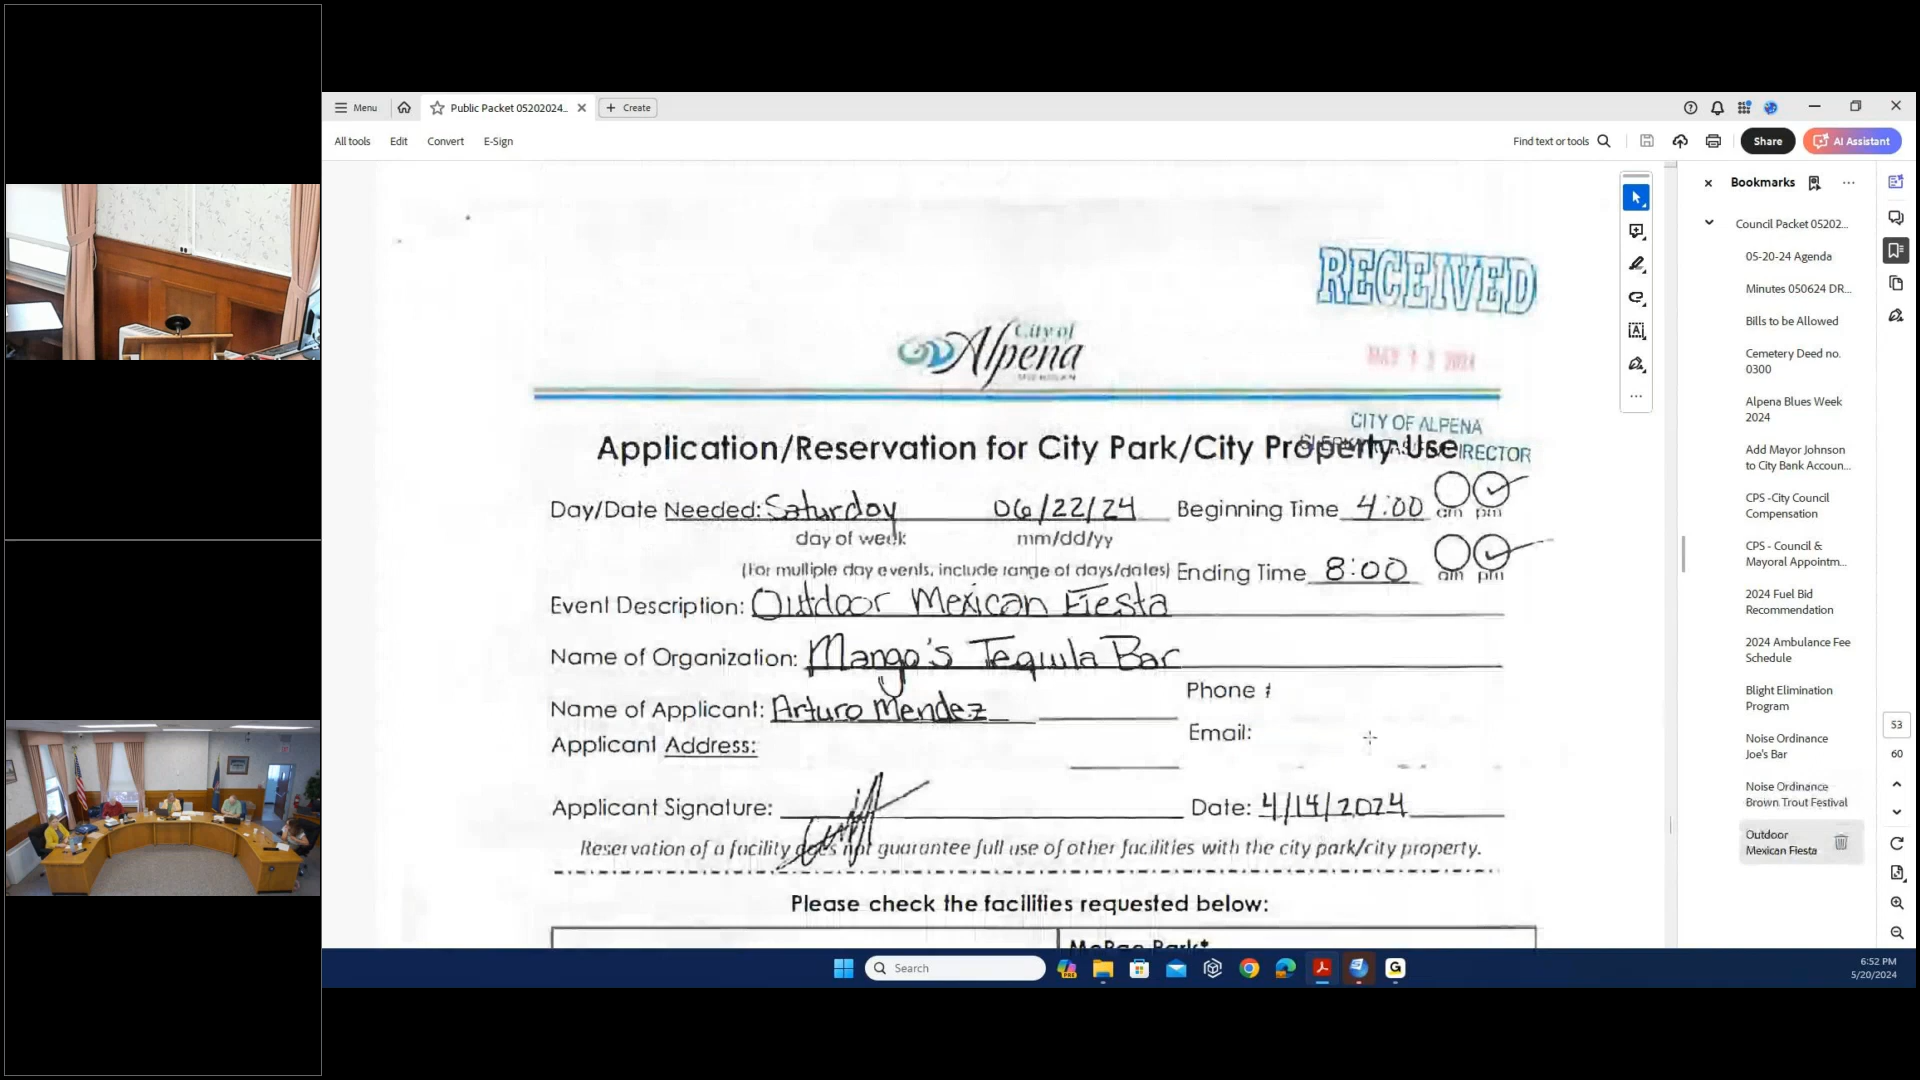 Menu
Public Packet 05202024...
Create
All tools
Edit
Convert
E-Sign
Find text or tools
Share
AI Assistant
RECEIVED
City of
Alpena
MICHIGAN
2024
CITY OF ALPENA
Application/Reservation for City Park/City Property Use
Day/Date Needed: Saturday 06/22/24 Beginning Time 4:00 am pm
day of week mm/dd/yy
(For multiple day events, include range of days/dates) Ending Time 8:00 am pm
Event Description: Outdoor Mexican Fiesta
Name of Organization: Mango's Tequila Bar
Phone #
Name of Applicant: Arturo Mendez
Email:
Applicant Address:
Applicant Signature: Date: 4/14/2024
Reservation of a facility does not guarantee full use of other facilities with the city park/city property.
Please check the facilities requested below:
McRae Park*
Bookmarks
Council Packet 05202...
05-20-24 Agenda
Minutes 050624 DR...
Bills to be Allowed
Cemetery Deed no.
0300
Alpena Blues Week
2024
Add Mayor Johnson
to City Bank Accoun...
CPS -City Council
Compensation
CPS - Council &
Mayoral Appointm...
2024 Fuel Bid
Recommendation
2024 Ambulance Fee
Schedule
Blight Elimination
Program
Noise Ordinance
Joe's Bar
Noise Ordinance
Brown Trout Festival
Outdoor
Mexican Fiesta
53
60
Search
6:52 PM
5/20/2024